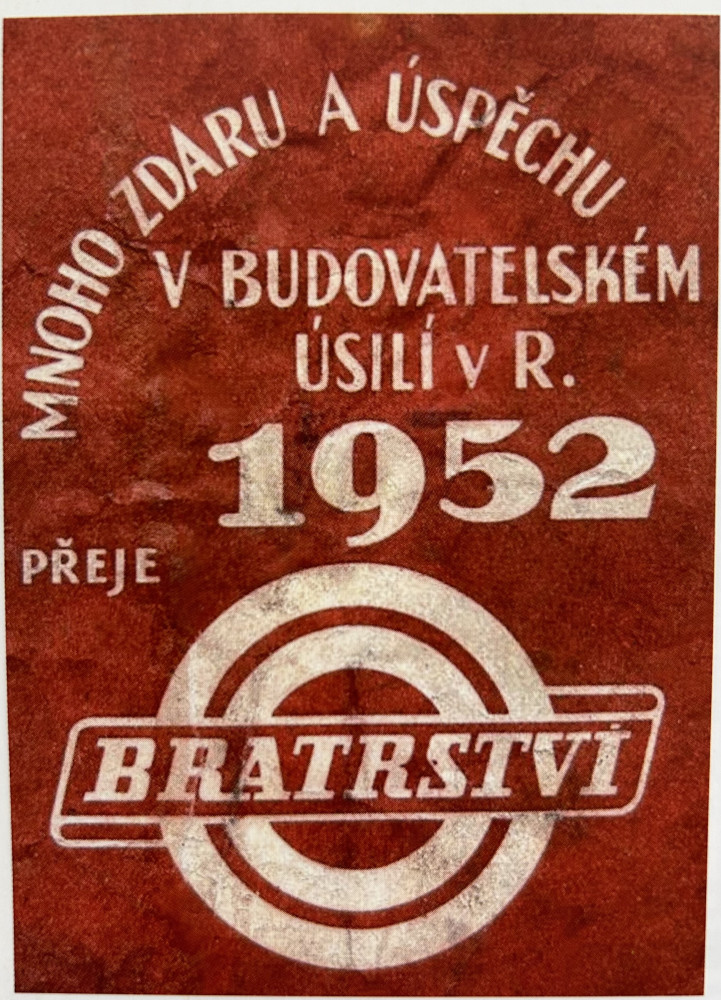 MNOHO ZDARU A ÚSPĚCHU
V BUDOVATELSKÉM
ÚSILÍ V R.
1952
PŘEJE
BRATRSTVÍ